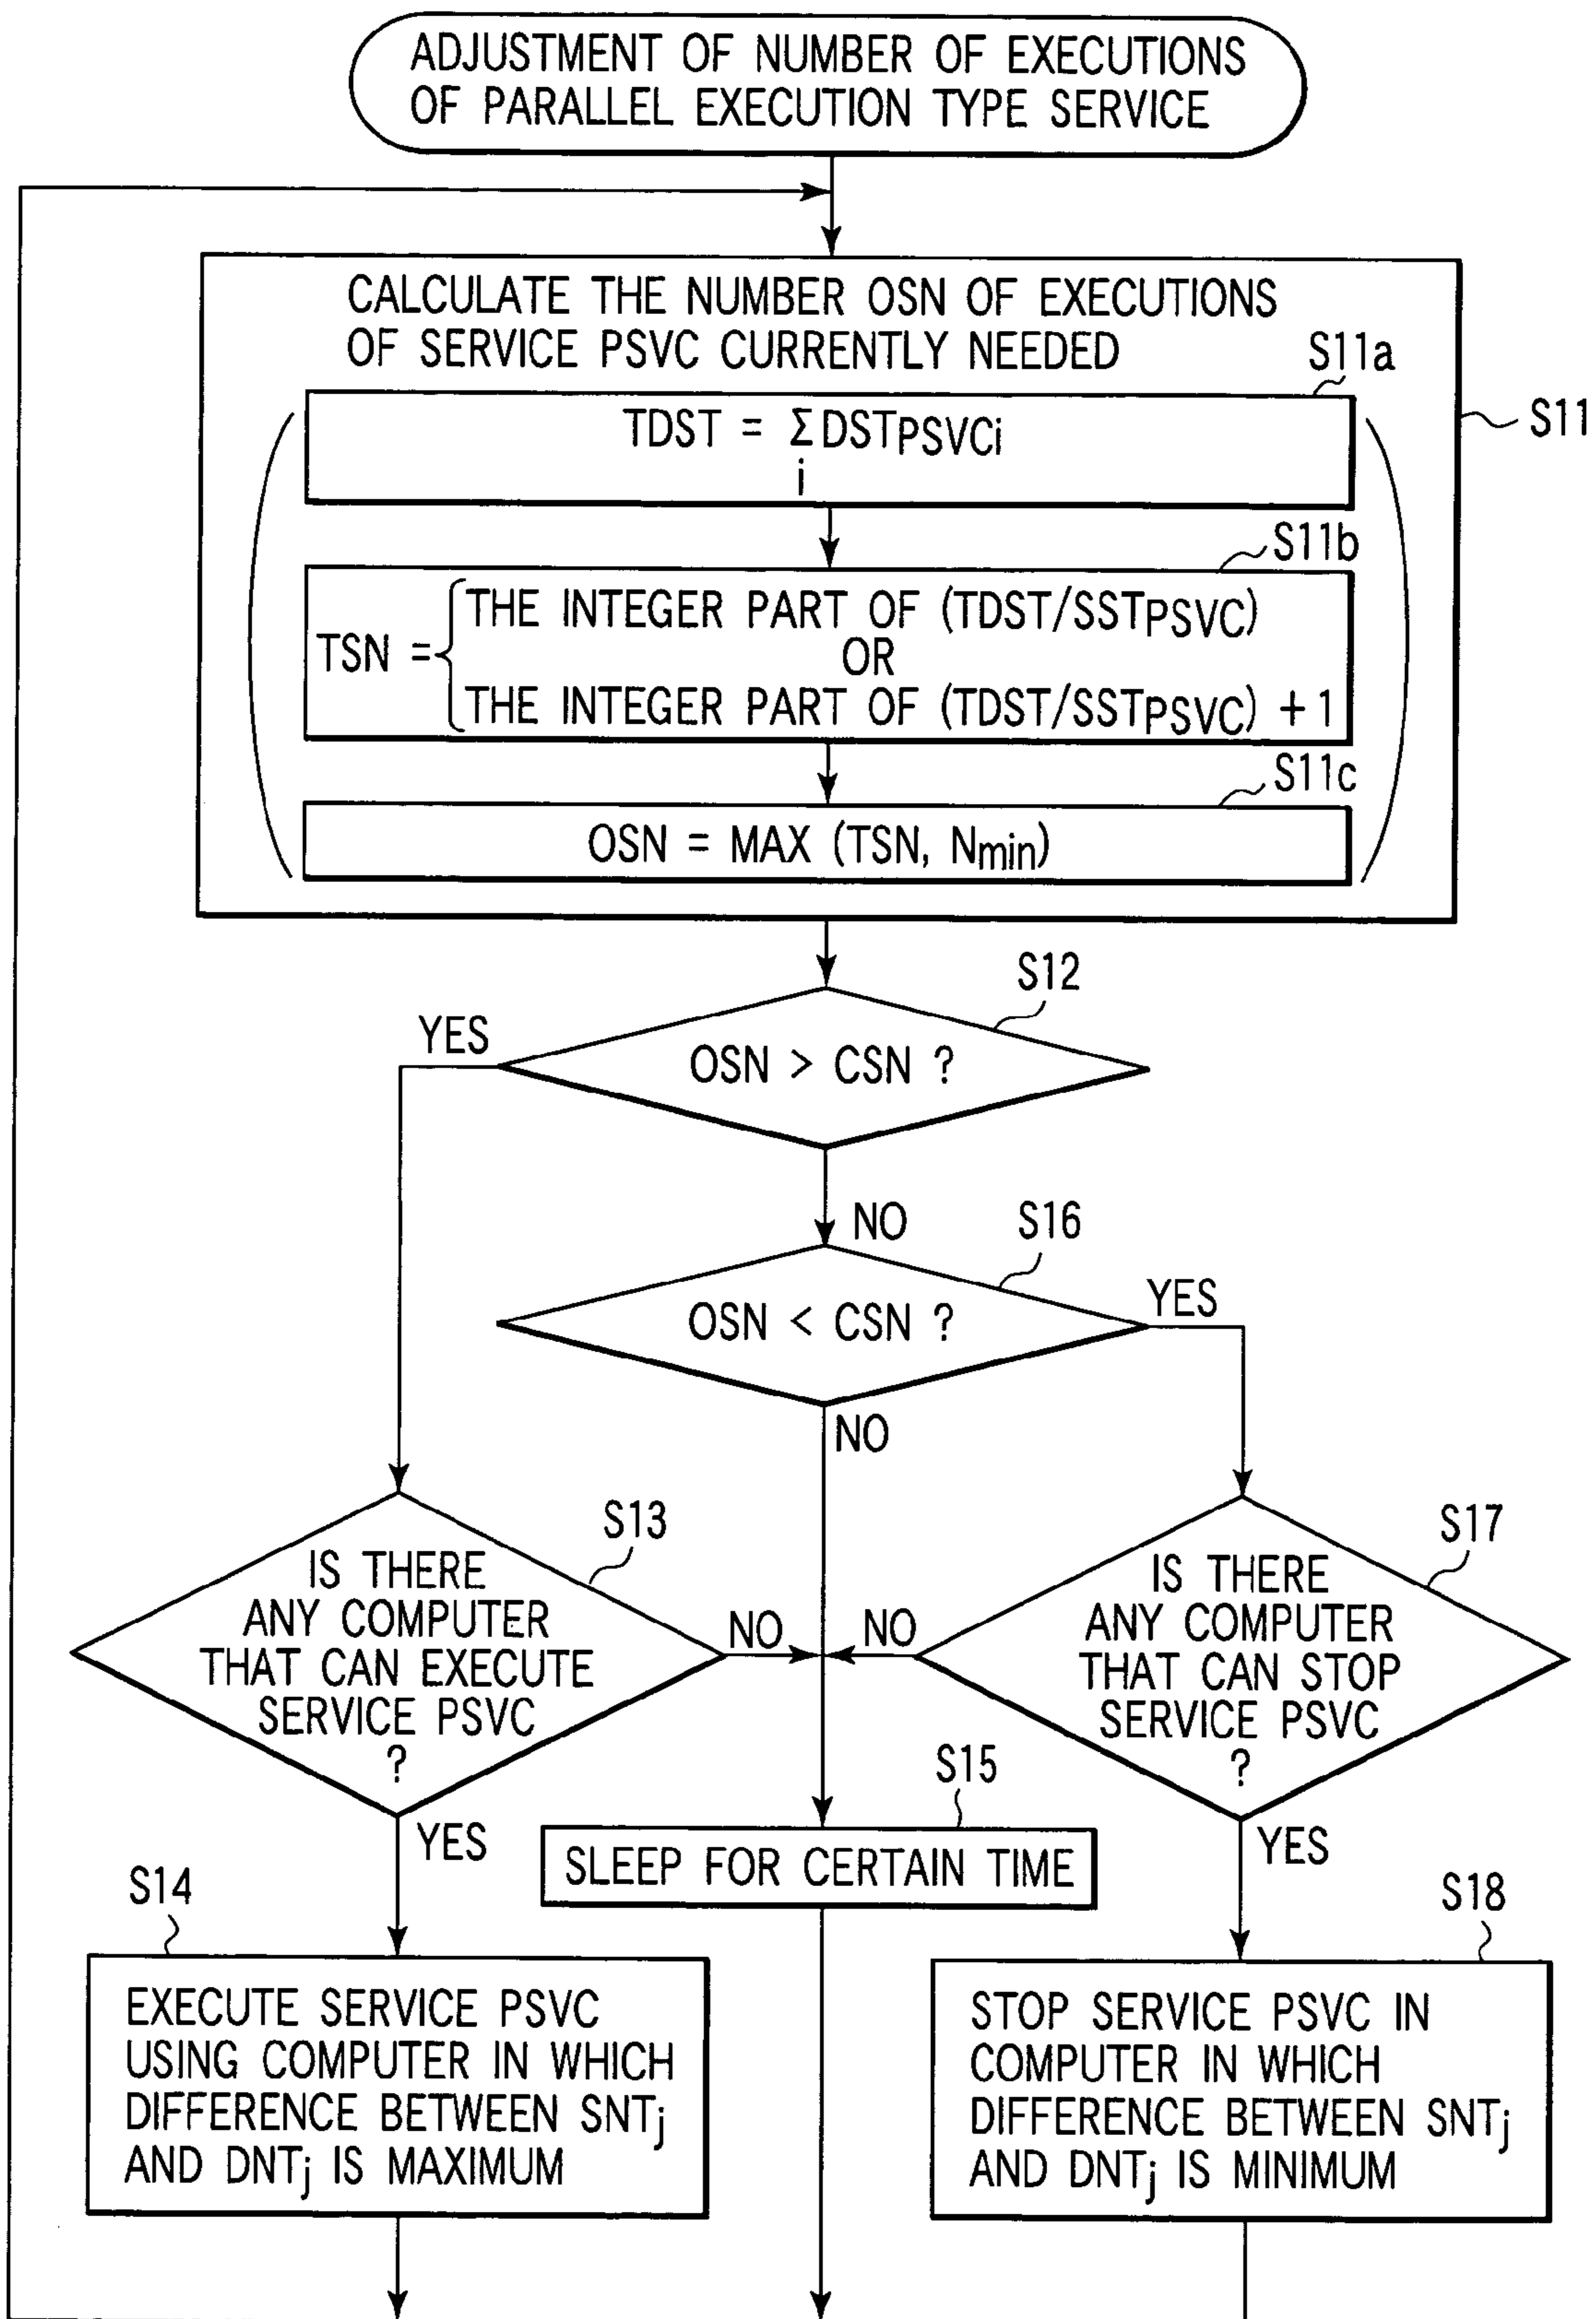 ADJUSTMENT OF NUMBER OF EXECUTIONS
OF PARALLEL EXECUTION TYPE SERVICE
CALCULATE THE NUMBER OSN OF EXECUTIONS
OF SERVICE PSVC CURRENTLY NEEDED
S11a
S11
TDST = Σ DSTPSVCi
i
S11b
THE INTEGER PART OF (TDST/SSTPSVC)
TSN = { OR
THE INTEGER PART OF (TDST/SSTPSVC) + 1
S11c
OSN = MAX (TSN, Nmin)
S12
YES
OSN > CSN ?
NO
S16
YES
OSN < CSN ?
NO
S13
S17
IS THERE
ANY COMPUTER
THAT CAN EXECUTE
SERVICE PSVC
?
NO
NO
IS THERE
ANY COMPUTER
THAT CAN STOP
SERVICE PSVC
?
S15
YES
YES
SLEEP FOR CERTAIN TIME
S14
S18
EXECUTE SERVICE PSVC
USING COMPUTER IN WHICH
DIFFERENCE BETWEEN SNTj
AND DNTj IS MAXIMUM
STOP SERVICE PSVC IN
COMPUTER IN WHICH
DIFFERENCE BETWEEN SNTj
AND DNTj IS MINIMUM